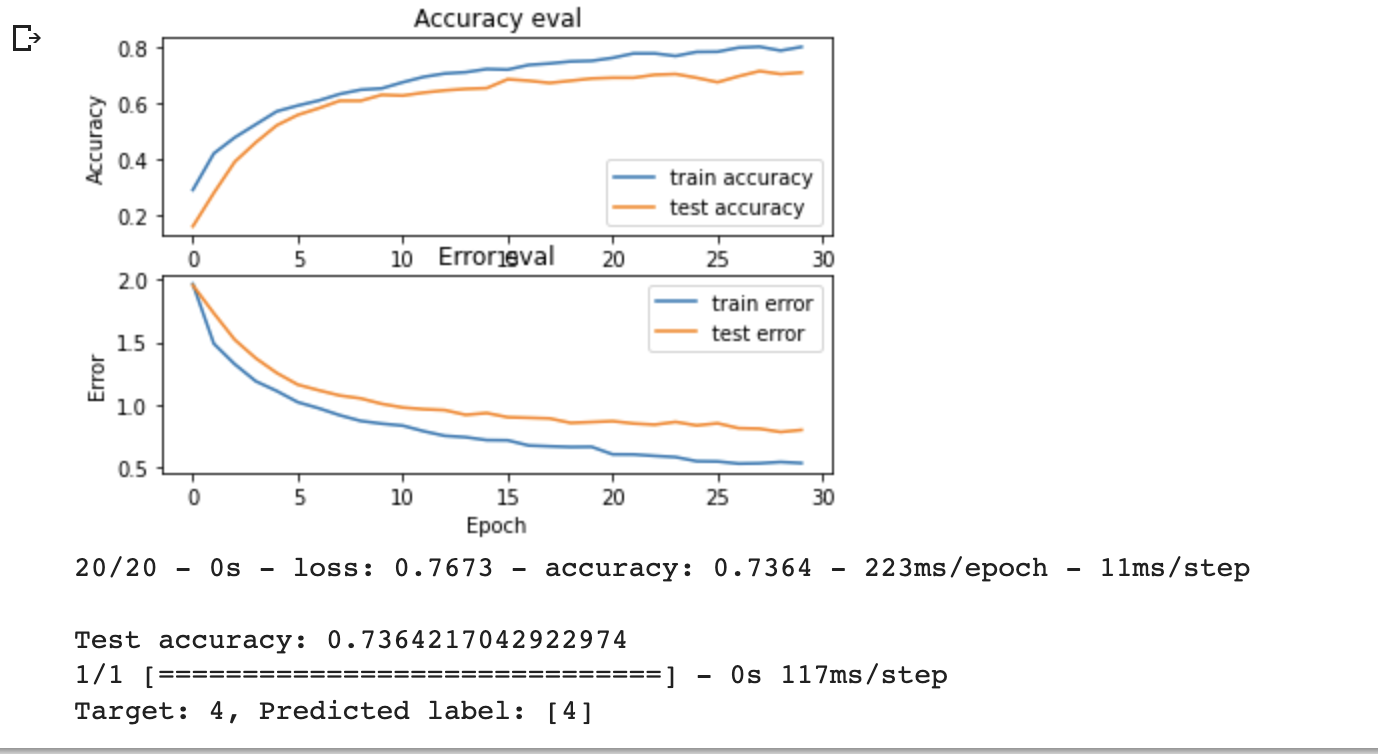 Accuracy eval
0.8
0.6
0.4
0.2
Accuracy
train accuracy
test accuracy
0 5 10 15 20 25 30
Error eval
2.0
1.5
1.0
0.5
Error
train error
test error
0 5 10 15 20 25 30
Epoch
20/20 - 0s - loss: 0.7673 - accuracy: 0.7364 - 223ms/epoch - 11ms/step
Test accuracy: 0.7364217042922974
1/1 [==============================] - 0s 117ms/step
Target: 4, Predicted label: [4]